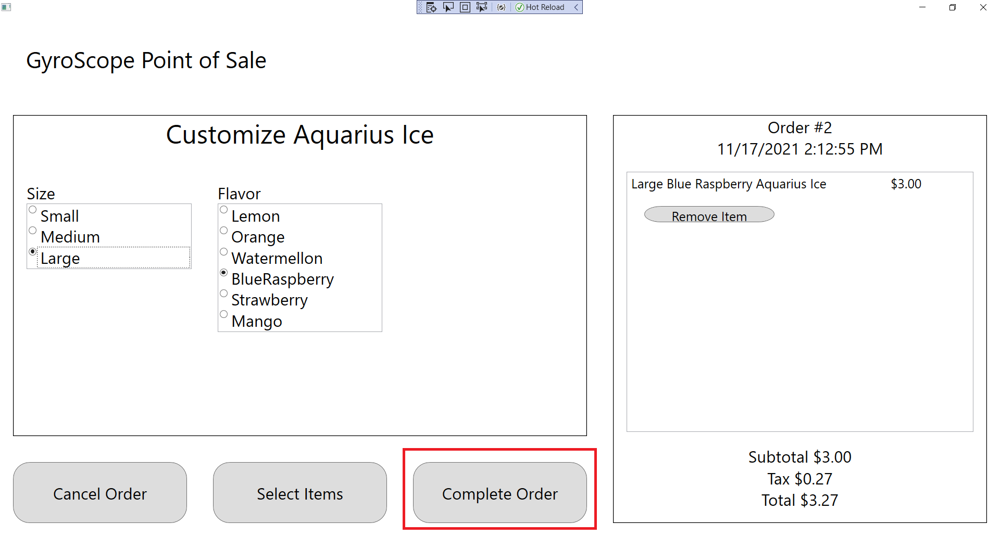 Hot Reload
GyroScope Point of Sale
Customize Aquarius Ice
Size
Small
Medium
Large
Flavor
Lemon
Orange
Watermellon
BlueRaspberry
Strawberry
Mango
Cancel Order
Select Items
Complete Order
Order #2
11/17/2021 2:12:55 PM
Large Blue Raspberry Aquarius Ice $3.00
Remove Item
Subtotal $3.00
Tax $0.27
Total $3.27